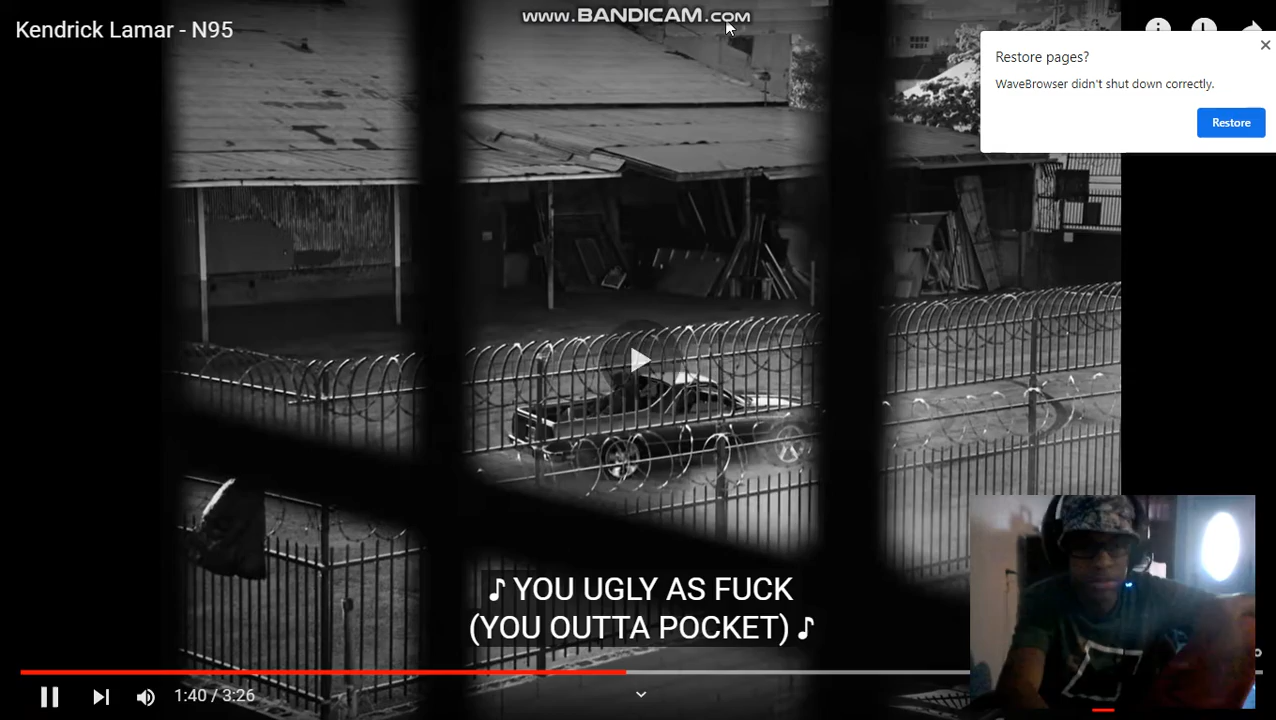 www.BANDICAM.com
Kendrick Lamar - N95
Restore pages?
WaveBrowser didn't shut down correctly.
Restore
♪ YOU UGLY AS FUCK
(YOU OUTTA POCKET) ♪
1:40 / 3:26